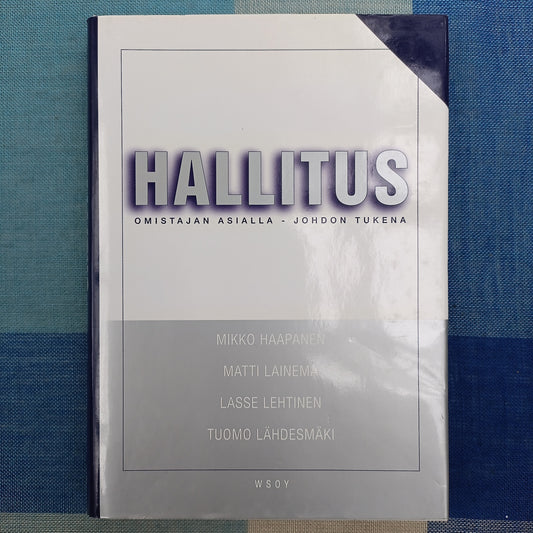 HALLITUS
OMISTAJAN ASIALLA - JOHDON TUKENA
MIKKO HAAPANEN
MATTI LAINEMA
LASSE LEHTINEN
TUOMO LÄHDESMÄKI
WSOY